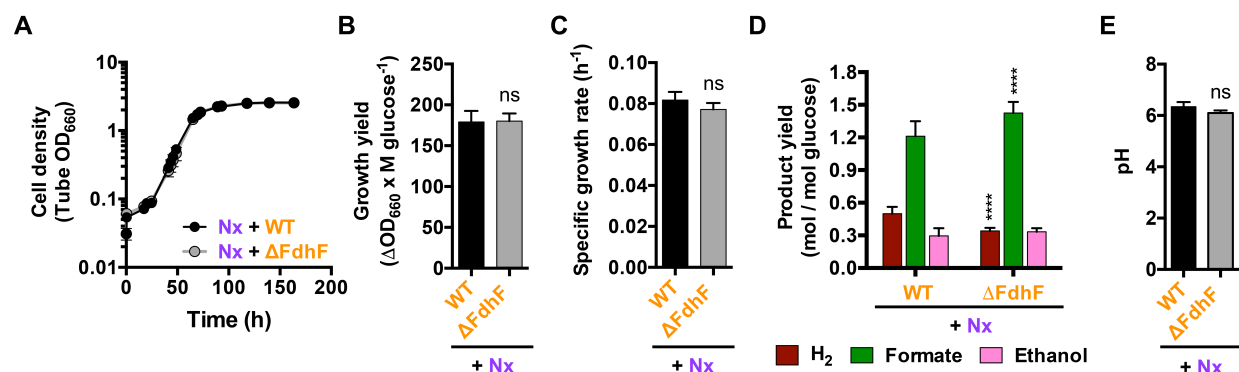 A
Cell density
(Tube OD660)
10
1
0.1
0.01
0
50
100
150
200
Time (h)
Nx + WT
Nx + ΔFdhF
B
Growth yield
(△OD660 x M glucose-1)
250
200
150
100
50
0
ns
WT
ΔFdhF
+ Nx
C
Specific growth rate (h-1)
0.10
0.08
0.06
0.04
0.02
0.00
ns
WT
ΔFdhF
+ Nx
D
Product yield
(mol / mol glucose)
1.8
1.5
1.2
0.9
0.6
0.3
0.0
****
****
WT
ΔFdhF
+ Nx
H2
Formate
Ethanol
E
pH
8
6
4
2
0
ns
WT
ΔFdhF
+ Nx